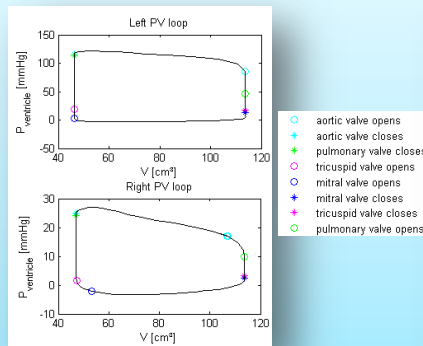 Left PV loop
P ventricle [mmHg]
150
100
50
0
-50
40 60 80 100 120
V [cm³]
Right PV loop
P ventricle [mmHg]
30
20
10
0
-10
40 60 80 100 120
V [cm³]
aortic valve opens
aortic valve closes
pulmonary valve closes
tricuspid valve opens
mitral valve opens
mitral valve closes
tricuspid valve closes
pulmonary valve opens